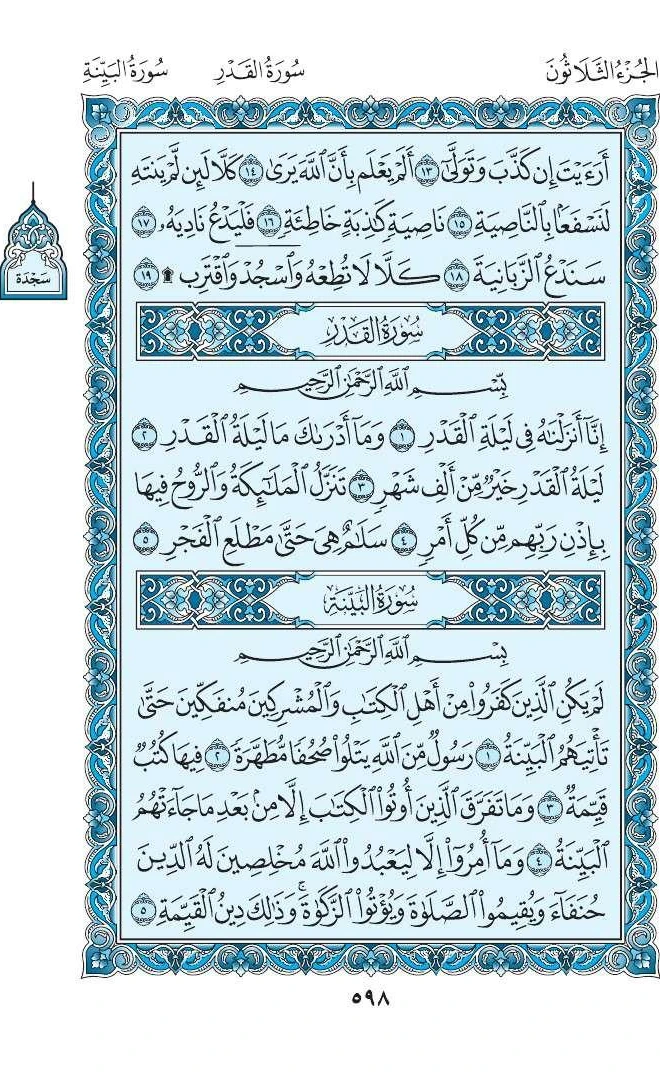 الجُزْءُ الثَّلَاثُونَ سُورَةُ القَدْرِ سُورَةُ البَيِّنَةِ
أَرَءَيْتَ إِن كَذَّبَ وَتَوَلَّىٰٓ ١٣ أَلَمْ يَعْلَم بِأَنَّ ٱللَّهَ يَرَىٰ ١٤ كَلَّا لَئِن لَّمْ يَنتَهِ
لَنَسْفَعَۢا بِٱلنَّاصِيَةِ ١٥ نَاصِيَةٍ كَٰذِبَةٍ خَاطِئَةٍ ١٦ فَلْيَدْعُ نَادِيَهُۥ ١٧
سَنَدْعُ ٱلزَّبَانِيَةَ ١٨ كَلَّا لَا تُطِعْهُ وَٱسْجُدْ وَٱقْتَرِب ۩ ١٩
سَجْدَة
سُورَةُ القَدْرِ
بِسْمِ ٱللَّهِ ٱلرَّحْمَٰنِ ٱلرَّحِيمِ
إِنَّآ أَنزَلْنَٰهُ فِى لَيْلَةِ ٱلْقَدْرِ ١ وَمَآ أَدْرَىٰكَ مَا لَيْلَةُ ٱلْقَدْرِ ٢
لَيْلَةُ ٱلْقَدْرِ خَيْرٌ مِّنْ أَلْفِ شَهْرٍ ٣ تَنَزَّلُ ٱلْمَلَٰٓئِكَةُ وَٱلرُّوحُ فِيهَا
بِإِذْنِ رَبِّهِم مِّن كُلِّ أَمْرٍ ٤ سَلَٰمٌ هِىَ حَتَّىٰ مَطْلَعِ ٱلْفَجْرِ ٥
سُورَةُ البَيِّنَةِ
بِسْمِ ٱللَّهِ ٱلرَّحْمَٰنِ ٱلرَّحِيمِ
لَمْ يَكُنِ ٱلَّذِينَ كَفَرُوا۟ مِنْ أَهْلِ ٱلْكِتَٰبِ وَٱلْمُشْرِكِينَ مُنفَكِّينَ حَتَّىٰ
تَأْتِيَهُمُ ٱلْبَيِّنَةُ ١ رَسُولٌ مِّنَ ٱللَّهِ يَتْلُوا۟ صُحُفًا مُّطَهَّرَةً ٢ فِيهَا كُتُبٌ
قَيِّمَةٌ ٣ وَمَا تَفَرَّقَ ٱلَّذِينَ أُوتُوا۟ ٱلْكِتَٰبَ إِلَّا مِنۢ بَعْدِ مَا جَآءَتْهُمُ
ٱلْبَيِّنَةُ ٤ وَمَآ أُمِرُوٓا۟ إِلَّا لِيَعْبُدُوا۟ ٱللَّهَ مُخْلِصِينَ لَهُ ٱلدِّينَ
حُنَفَآءَ وَيُقِيمُوا۟ ٱلصَّلَوٰةَ وَيُؤْتُوا۟ ٱلزَّكَوٰةَ ۚ وَذَٰلِكَ دِينُ ٱلْقَيِّمَةِ ٥
٥٩٨